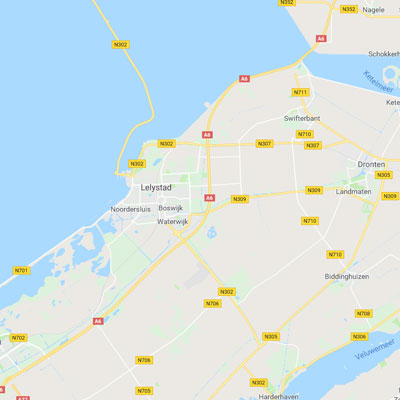 N352
N352
Nagele
N302
A6
Schokkerh
A6
Ketelmeer
N711
Kete
Swifterbant
A6
N710
N302
N307
N307
N302
Dronten
Lelystad
N305
N309
Landmaten
A6
N309
Noordersluis
Boswijk
N305
Waterwijk
N710
N710
N701
Biddinghuizen
N302
N706
N708
A6
N702
N305
N306
Veluwemeer
N706
N302
N705
A6
Harderhaven
Z